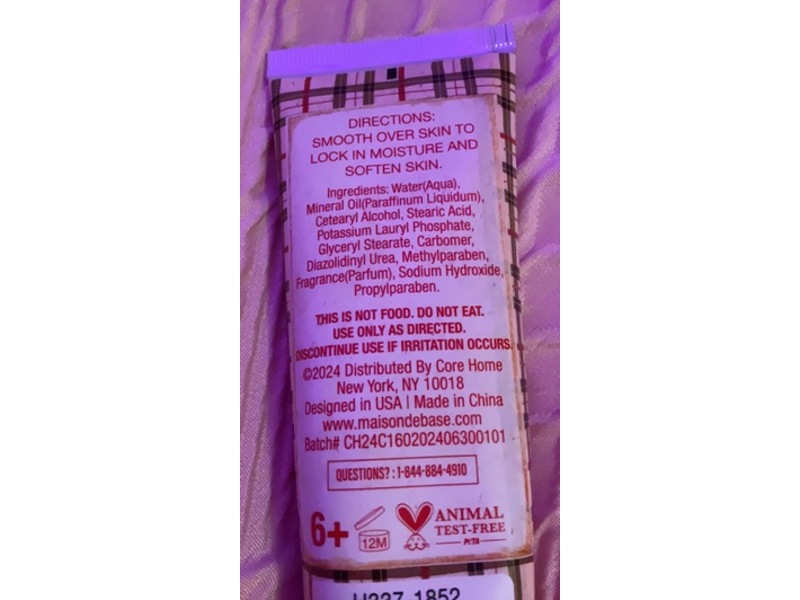 DIRECTIONS:
SMOOTH OVER SKIN TO
LOCK IN MOISTURE AND
SOFTEN SKIN.
Ingredients: Water(Aqua),
Mineral Oil(Paraffinum Liquidum),
Cetearyl Alcohol, Stearic Acid,
Potassium Lauryl Phosphate,
Glyceryl Stearate, Carbomer,
Diazolidinyl Urea, Methylparaben,
Fragrance(Parfum), Sodium Hydroxide,
Propylparaben.
THIS IS NOT FOOD. DO NOT EAT.
USE ONLY AS DIRECTED.
DISCONTINUE USE IF IRRITATION OCCURS.
©2024 Distributed By Core Home
New York, NY 10018
Designed in USA | Made in China
www.maisondebase.com
Batch# CH24C160202406300101
QUESTIONS? : 1-844-884-4910
6+
12M
ANIMAL
TEST-FREE
PETA
H227-1852